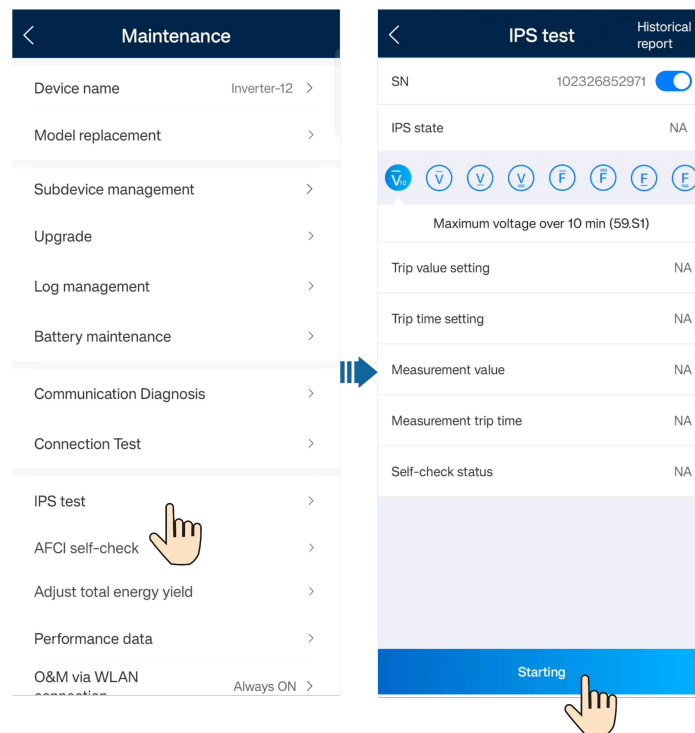 Maintenance
Device name Inverter-12
Model replacement
Subdevice management
Upgrade
Log management
Battery maintenance
Communication Diagnosis
Connection Test
IPS test
AFCI self-check
Adjust total energy yield
Performance data
O&M via WLAN
connection
Always ON
IPS test
Historical
report
SN 102326852971
IPS state NA
V10 V V V F F F F
Maximum voltage over 10 min (59.S1)
Trip value setting NA
Trip time setting NA
Measurement value NA
Measurement trip time NA
Self-check status NA
Starting